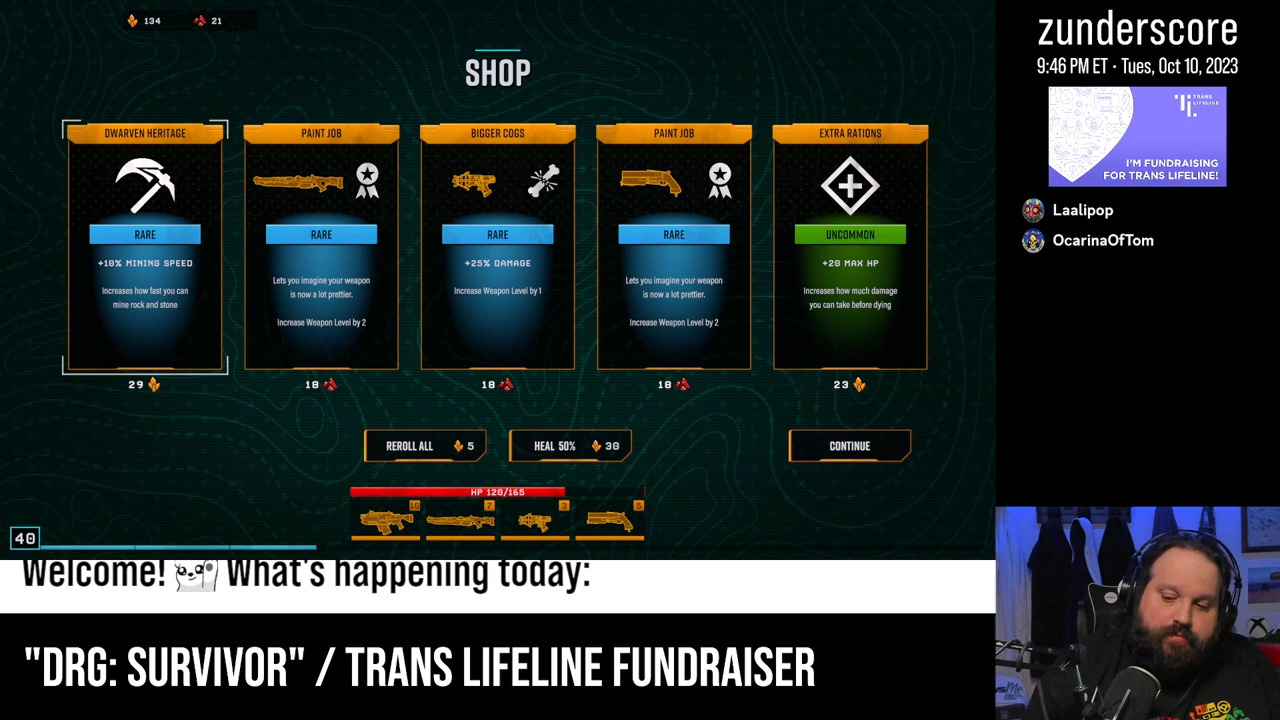 134 21
SHOP
DWARVEN HERITAGE
RARE
+10% MINING SPEED
Increases how fast you can
mine rock and stone
29
PAINT JOB
RARE
Lets you imagine your weapon
is now a lot prettier.
Increase Weapon Level by 2
18
BIGGER COGS
RARE
+25% DAMAGE
Increase Weapon Level by 1
18
PAINT JOB
RARE
Lets you imagine your weapon
is now a lot prettier.
Increase Weapon Level by 2
18
EXTRA RATIONS
UNCOMMON
+20 MAX HP
Increases how much damage
you can take before dying
23
REROLL ALL 5
HEAL 50% 30
CONTINUE
HP 120/165
10 7 3 5
40
Welcome! What's happening today:
"DRG: SURVIVOR" / TRANS LIFELINE FUNDRAISER
zunderscore
9:46 PM ET · Tues, Oct 10, 2023
TRANS
LIFELINE
I'M FUNDRAISING
FOR TRANS LIFELINE!
Laalipop
OcarinaOfTom